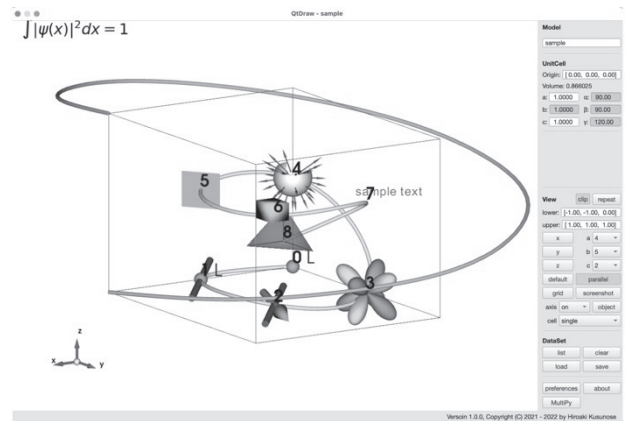 QtDraw - sample
∫|ψ(x)|²dx = 1
4
5
7
sample text
6
8
0 L
1 L
2
3
z
x
y
Model
sample
UnitCell
Origin: [ 0.00, 0.00, 0.00]
Volume: 0.866025
a: 1.0000 α: 90.00
b: 1.0000 β: 90.00
c: 1.0000 γ: 120.00
View clip repeat
lower: [-1.00, -1.00, 0.00]
upper: [ 1.00, 1.00, 1.00]
x a 4
y b 5
z c 2
default parallel
grid screenshot
axis on object
cell single
DataSet
list clear
load save
preferences about
MultiPy
Versoin 1.0.0, Copyright (C) 2021 - 2022 by Hiroaki Kusunose